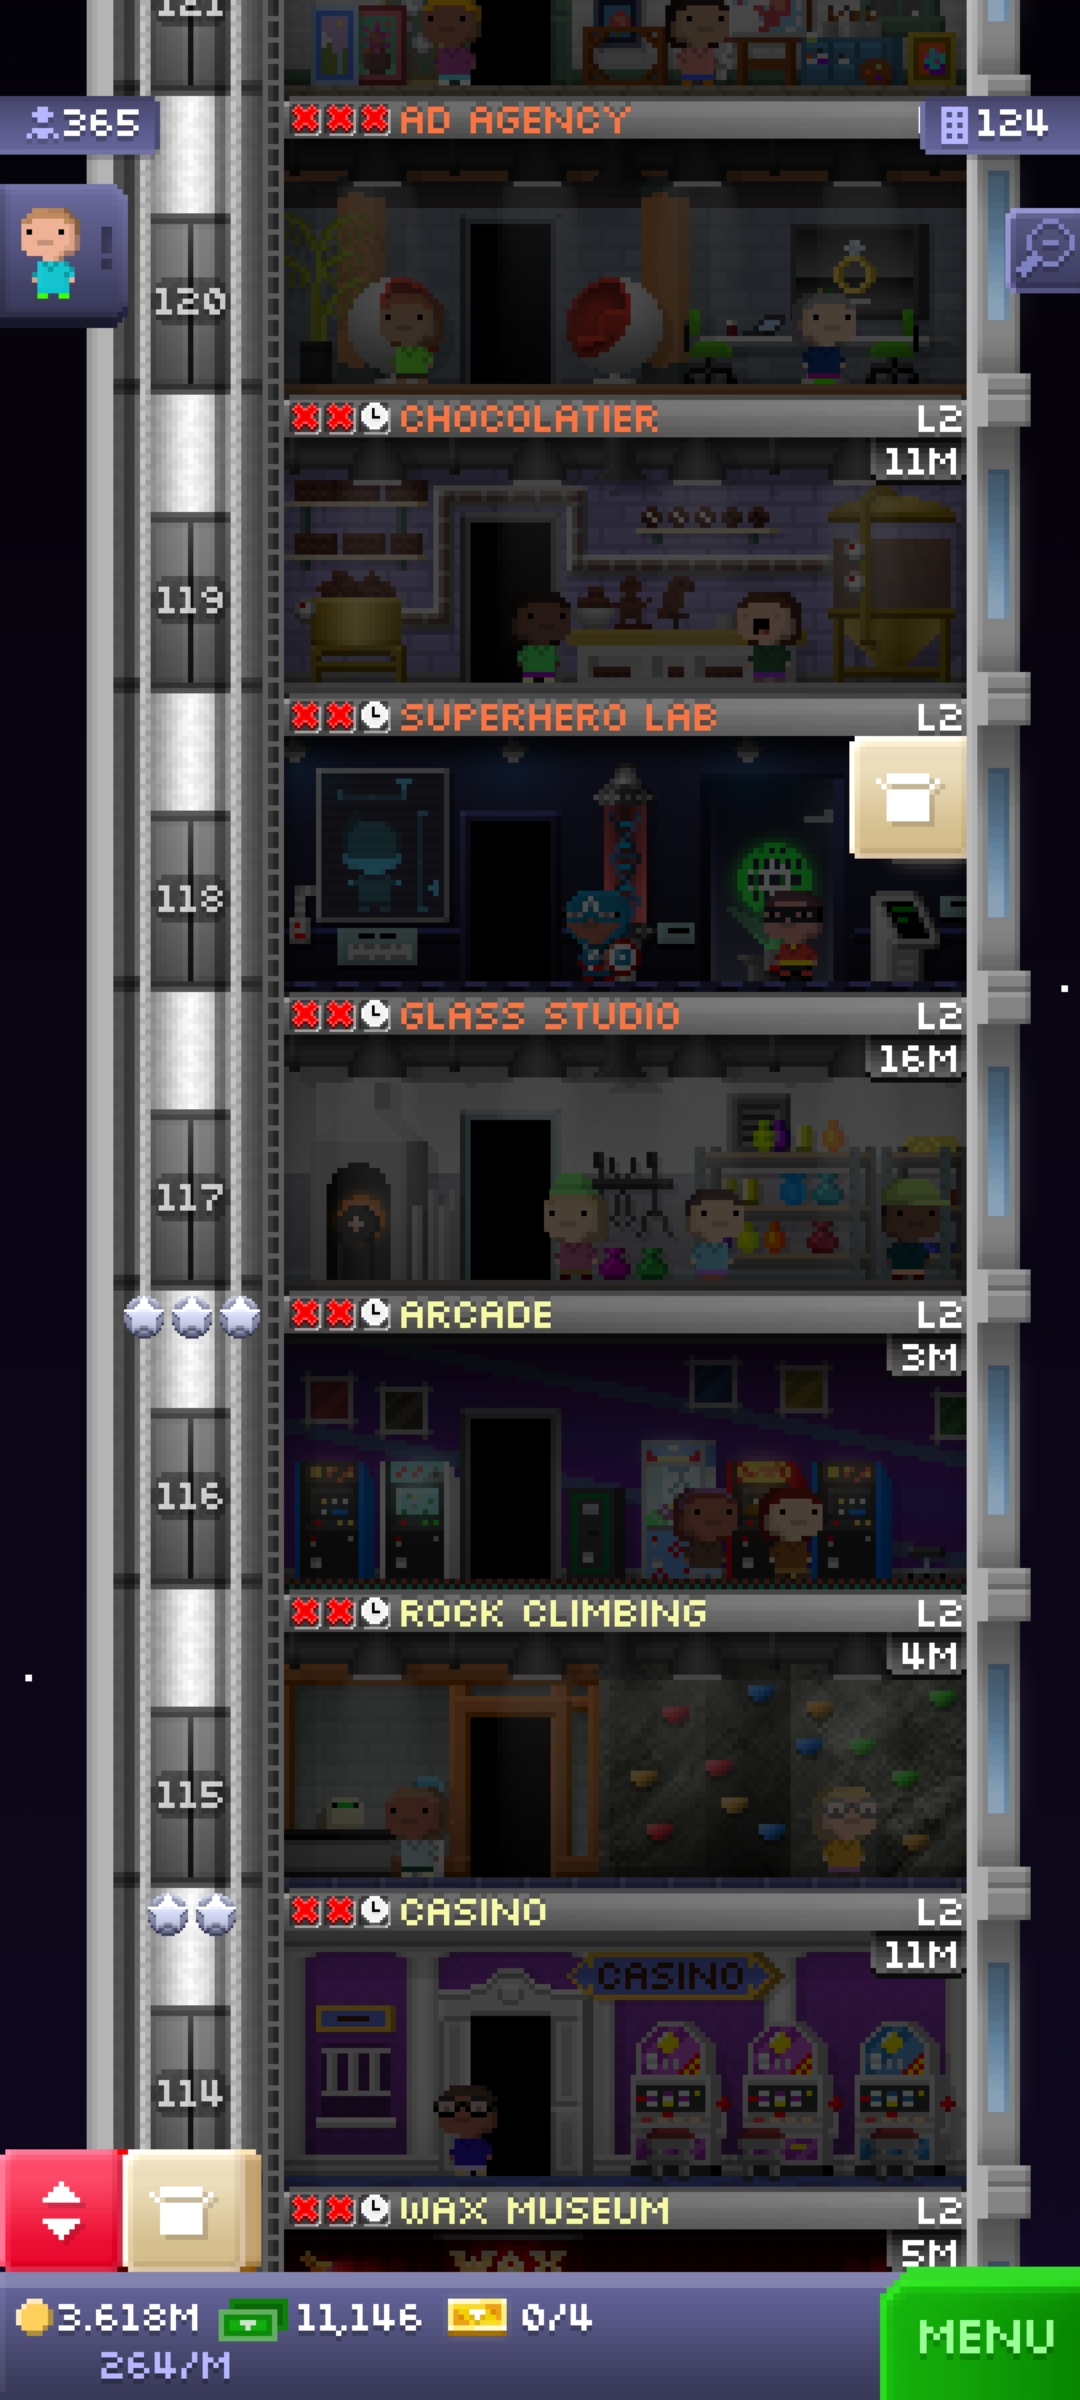 121
AD AGENCY
365
124
!
120
CHOCOLATIER L2
11M
119
SUPERHERO LAB L2
118
GLASS STUDIO L2
16M
117
ARCADE L2
3M
116
ROCK CLIMBING L2
4M
115
CASINO L2
11M
CASINO
114
WAX MUSEUM L2
5M
WAX
3.618M 11,146 0/4
264/M
MENU